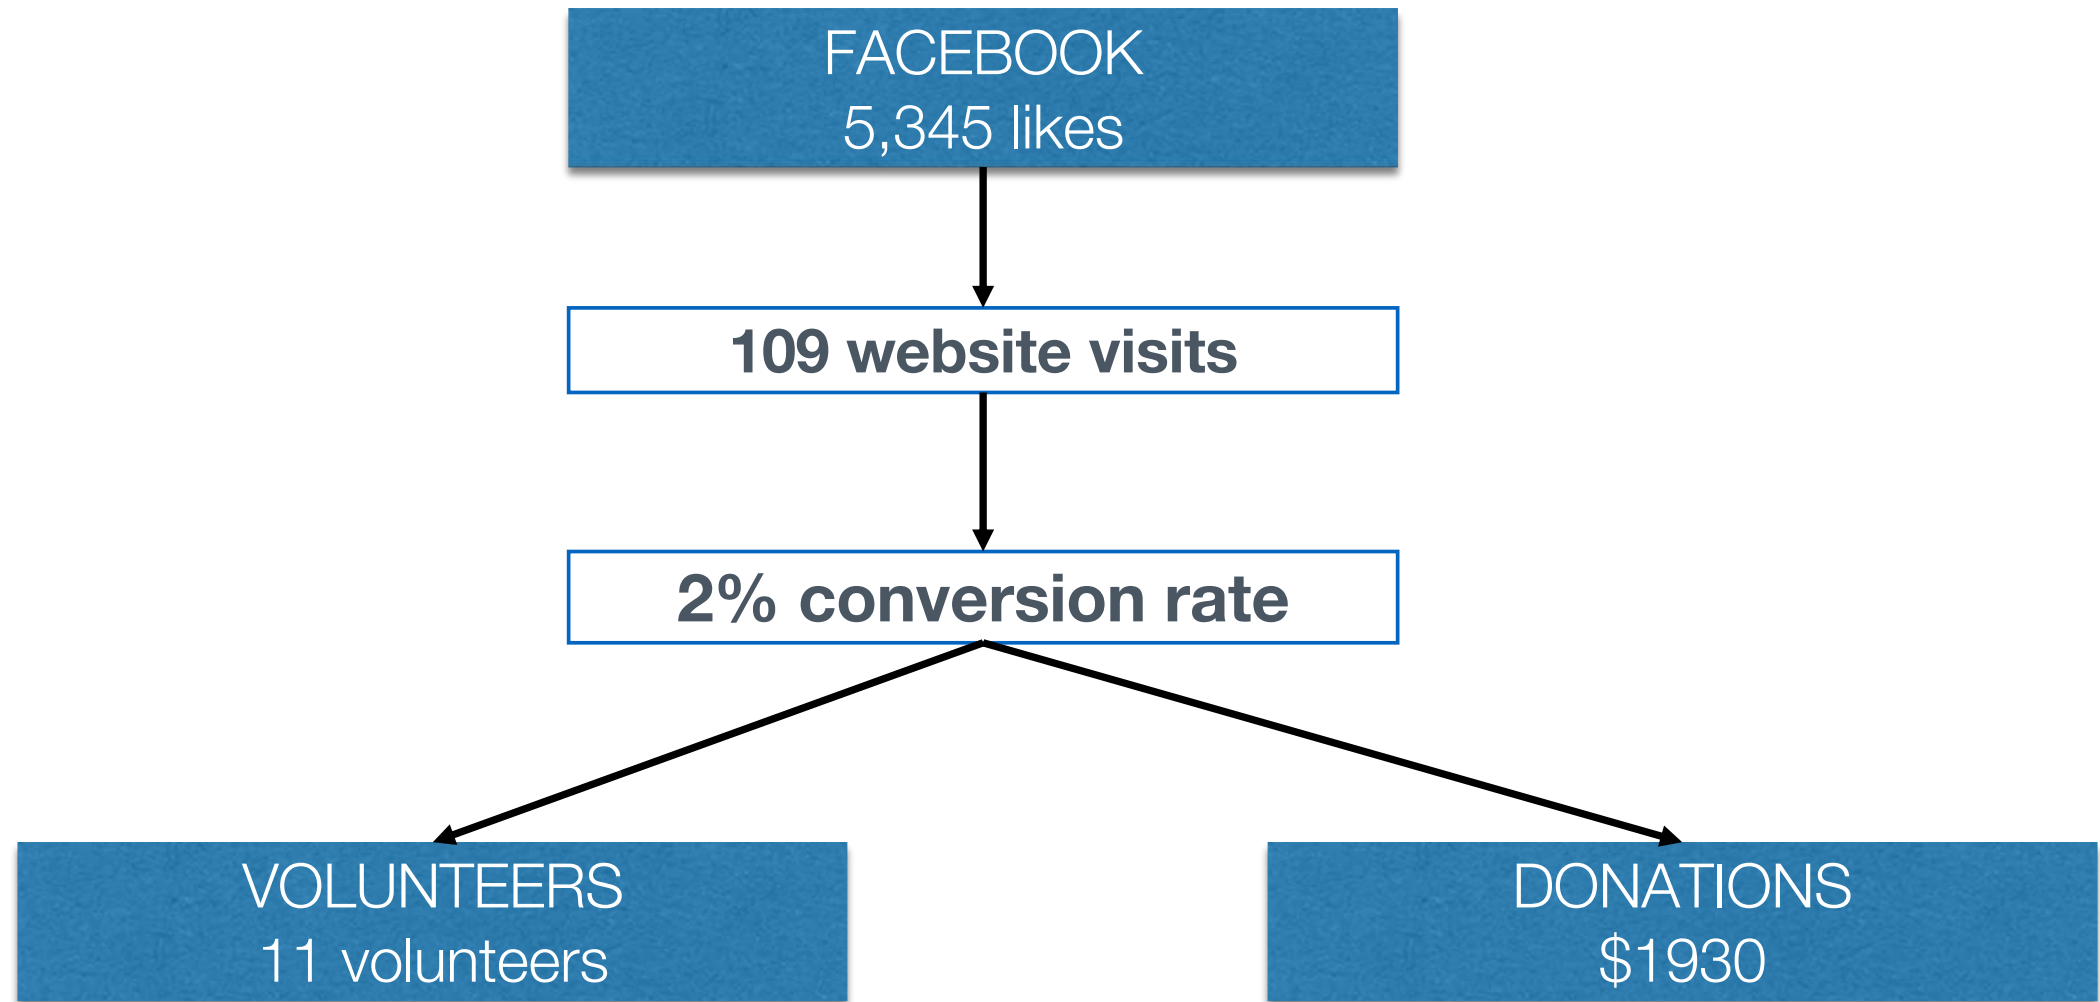 FACEBOOK
5,345 likes
109 website visits
2% conversion rate
VOLUNTEERS
11 volunteers
DONATIONS
$1930